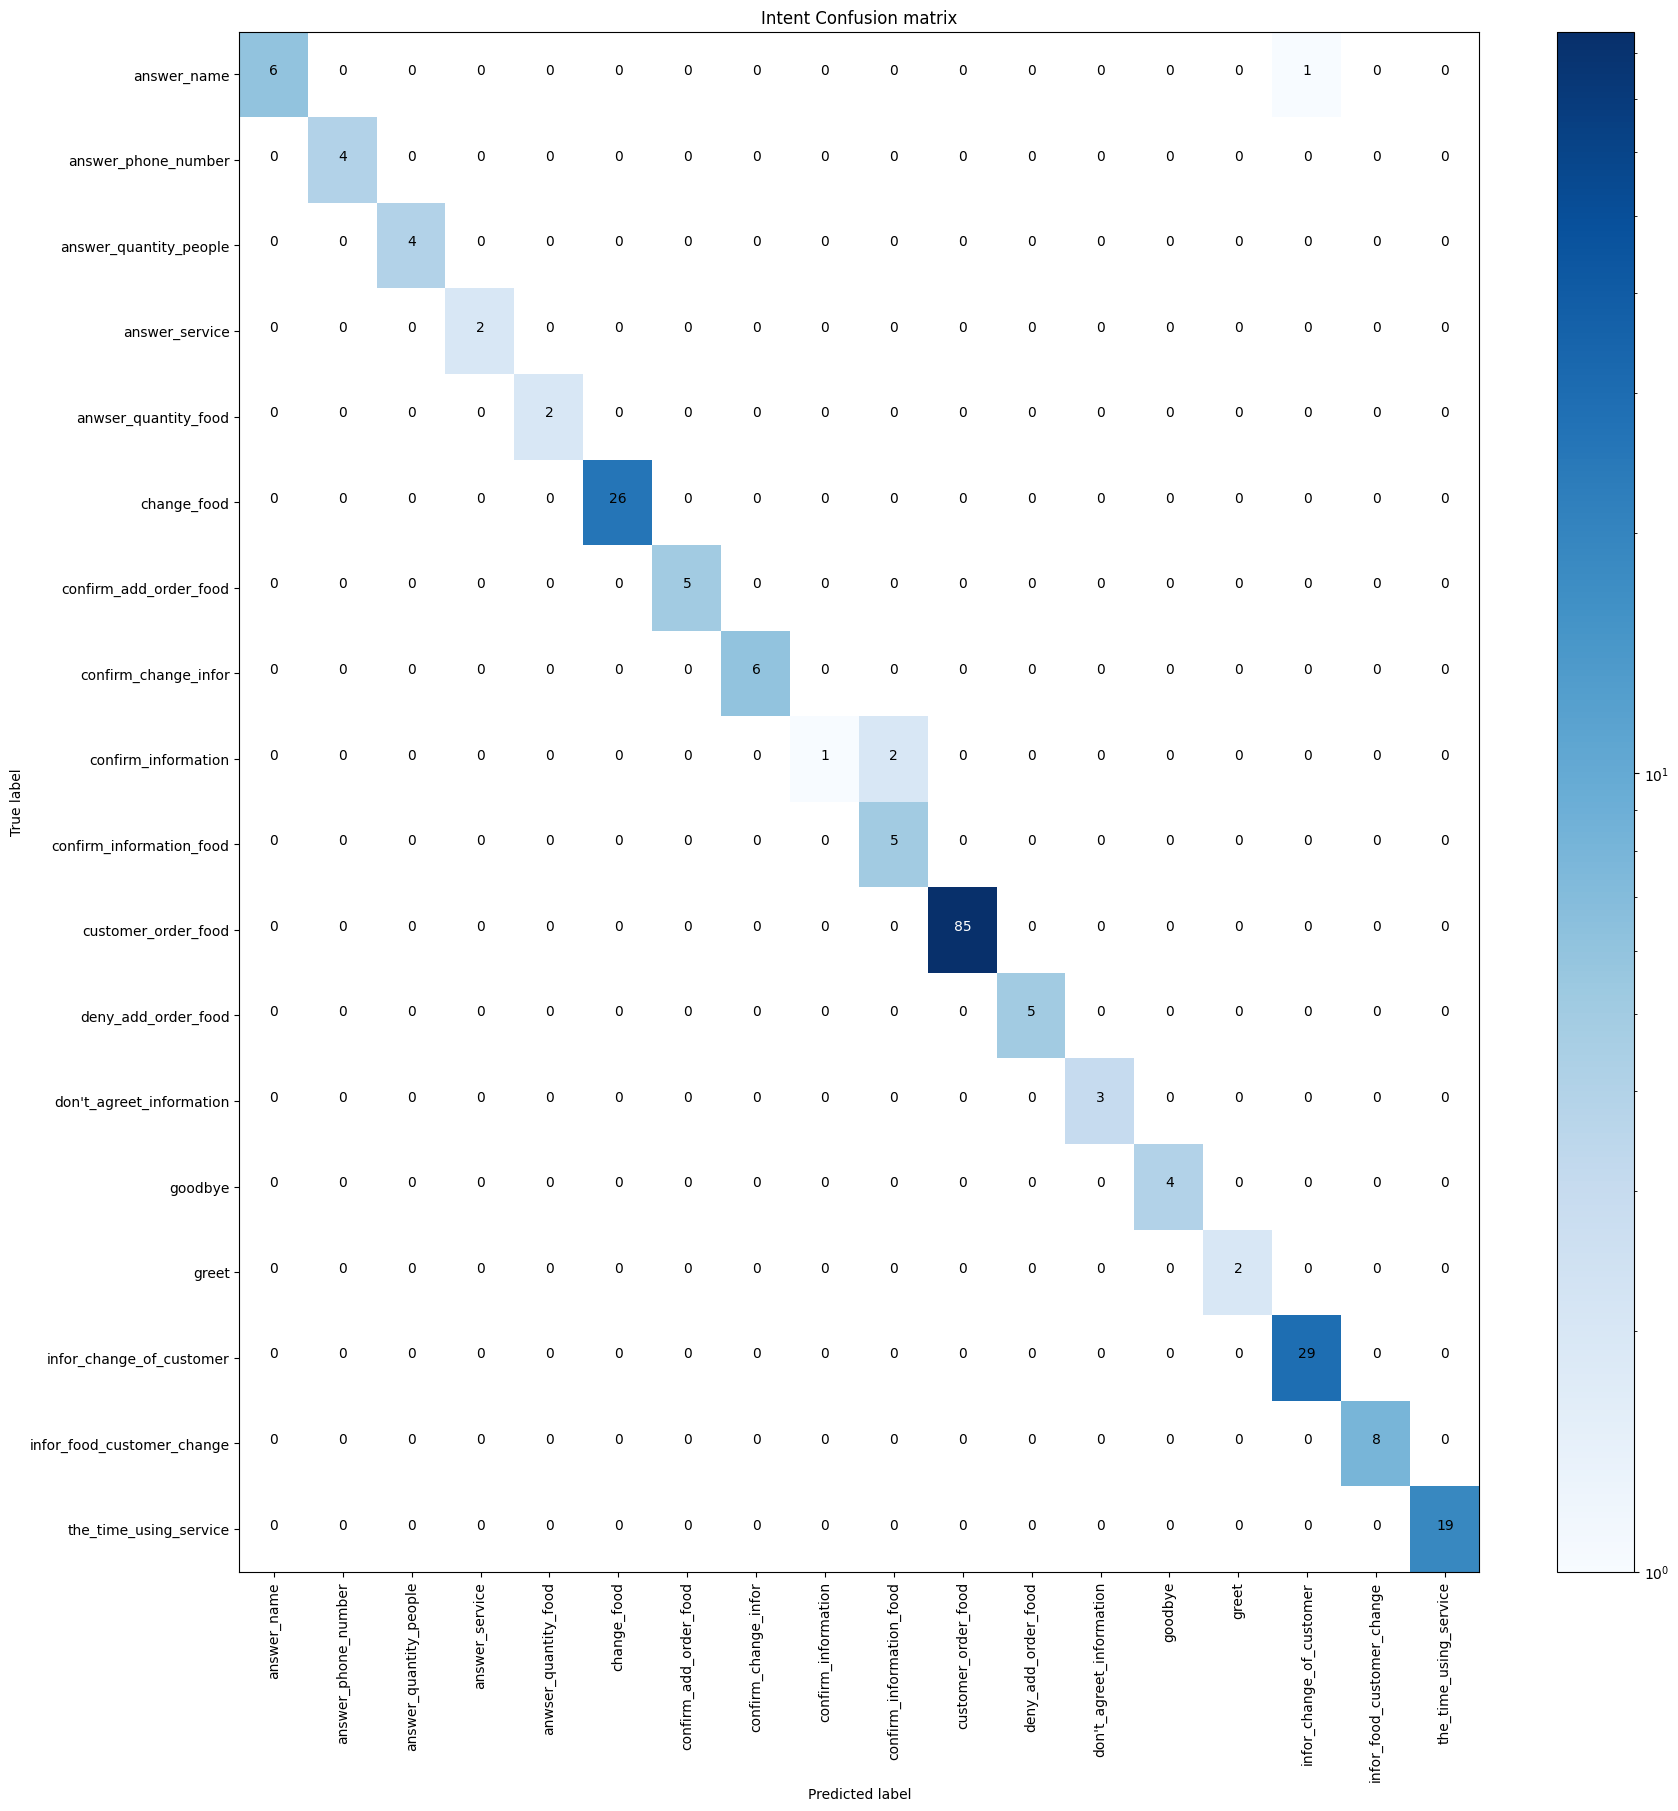 Intent Confusion matrix
answer_name 6 0 0 0 0 0 0 0 0 0 0 0 0 0 0 1 0 0
answer_phone_number 0 4 0 0 0 0 0 0 0 0 0 0 0 0 0 0 0 0
answer_quantity_people 0 0 4 0 0 0 0 0 0 0 0 0 0 0 0 0 0 0
answer_service 0 0 0 2 0 0 0 0 0 0 0 0 0 0 0 0 0 0
anwser_quantity_food 0 0 0 0 2 0 0 0 0 0 0 0 0 0 0 0 0 0
change_food 0 0 0 0 0 26 0 0 0 0 0 0 0 0 0 0 0 0
confirm_add_order_food 0 0 0 0 0 0 5 0 0 0 0 0 0 0 0 0 0 0
confirm_change_infor 0 0 0 0 0 0 0 6 0 0 0 0 0 0 0 0 0 0
confirm_information 0 0 0 0 0 0 0 0 1 2 0 0 0 0 0 0 0 0
confirm_information_food 0 0 0 0 0 0 0 0 0 5 0 0 0 0 0 0 0 0
customer_order_food 0 0 0 0 0 0 0 0 0 0 85 0 0 0 0 0 0 0
deny_add_order_food 0 0 0 0 0 0 0 0 0 0 0 5 0 0 0 0 0 0
don't_agreet_information 0 0 0 0 0 0 0 0 0 0 0 0 3 0 0 0 0 0
goodbye 0 0 0 0 0 0 0 0 0 0 0 0 0 4 0 0 0 0
greet 0 0 0 0 0 0 0 0 0 0 0 0 0 0 2 0 0 0
infor_change_of_customer 0 0 0 0 0 0 0 0 0 0 0 0 0 0 0 29 0 0
infor_food_customer_change 0 0 0 0 0 0 0 0 0 0 0 0 0 0 0 0 8 0
the_time_using_service 0 0 0 0 0 0 0 0 0 0 0 0 0 0 0 0 0 19
True label
answer_name
answer_phone_number
answer_quantity_people
answer_service
anwser_quantity_food
change_food
confirm_add_order_food
confirm_change_infor
confirm_information
confirm_information_food
customer_order_food
deny_add_order_food
don't_agreet_information
goodbye
greet
infor_change_of_customer
infor_food_customer_change
the_time_using_service
Predicted label
10¹
10⁰